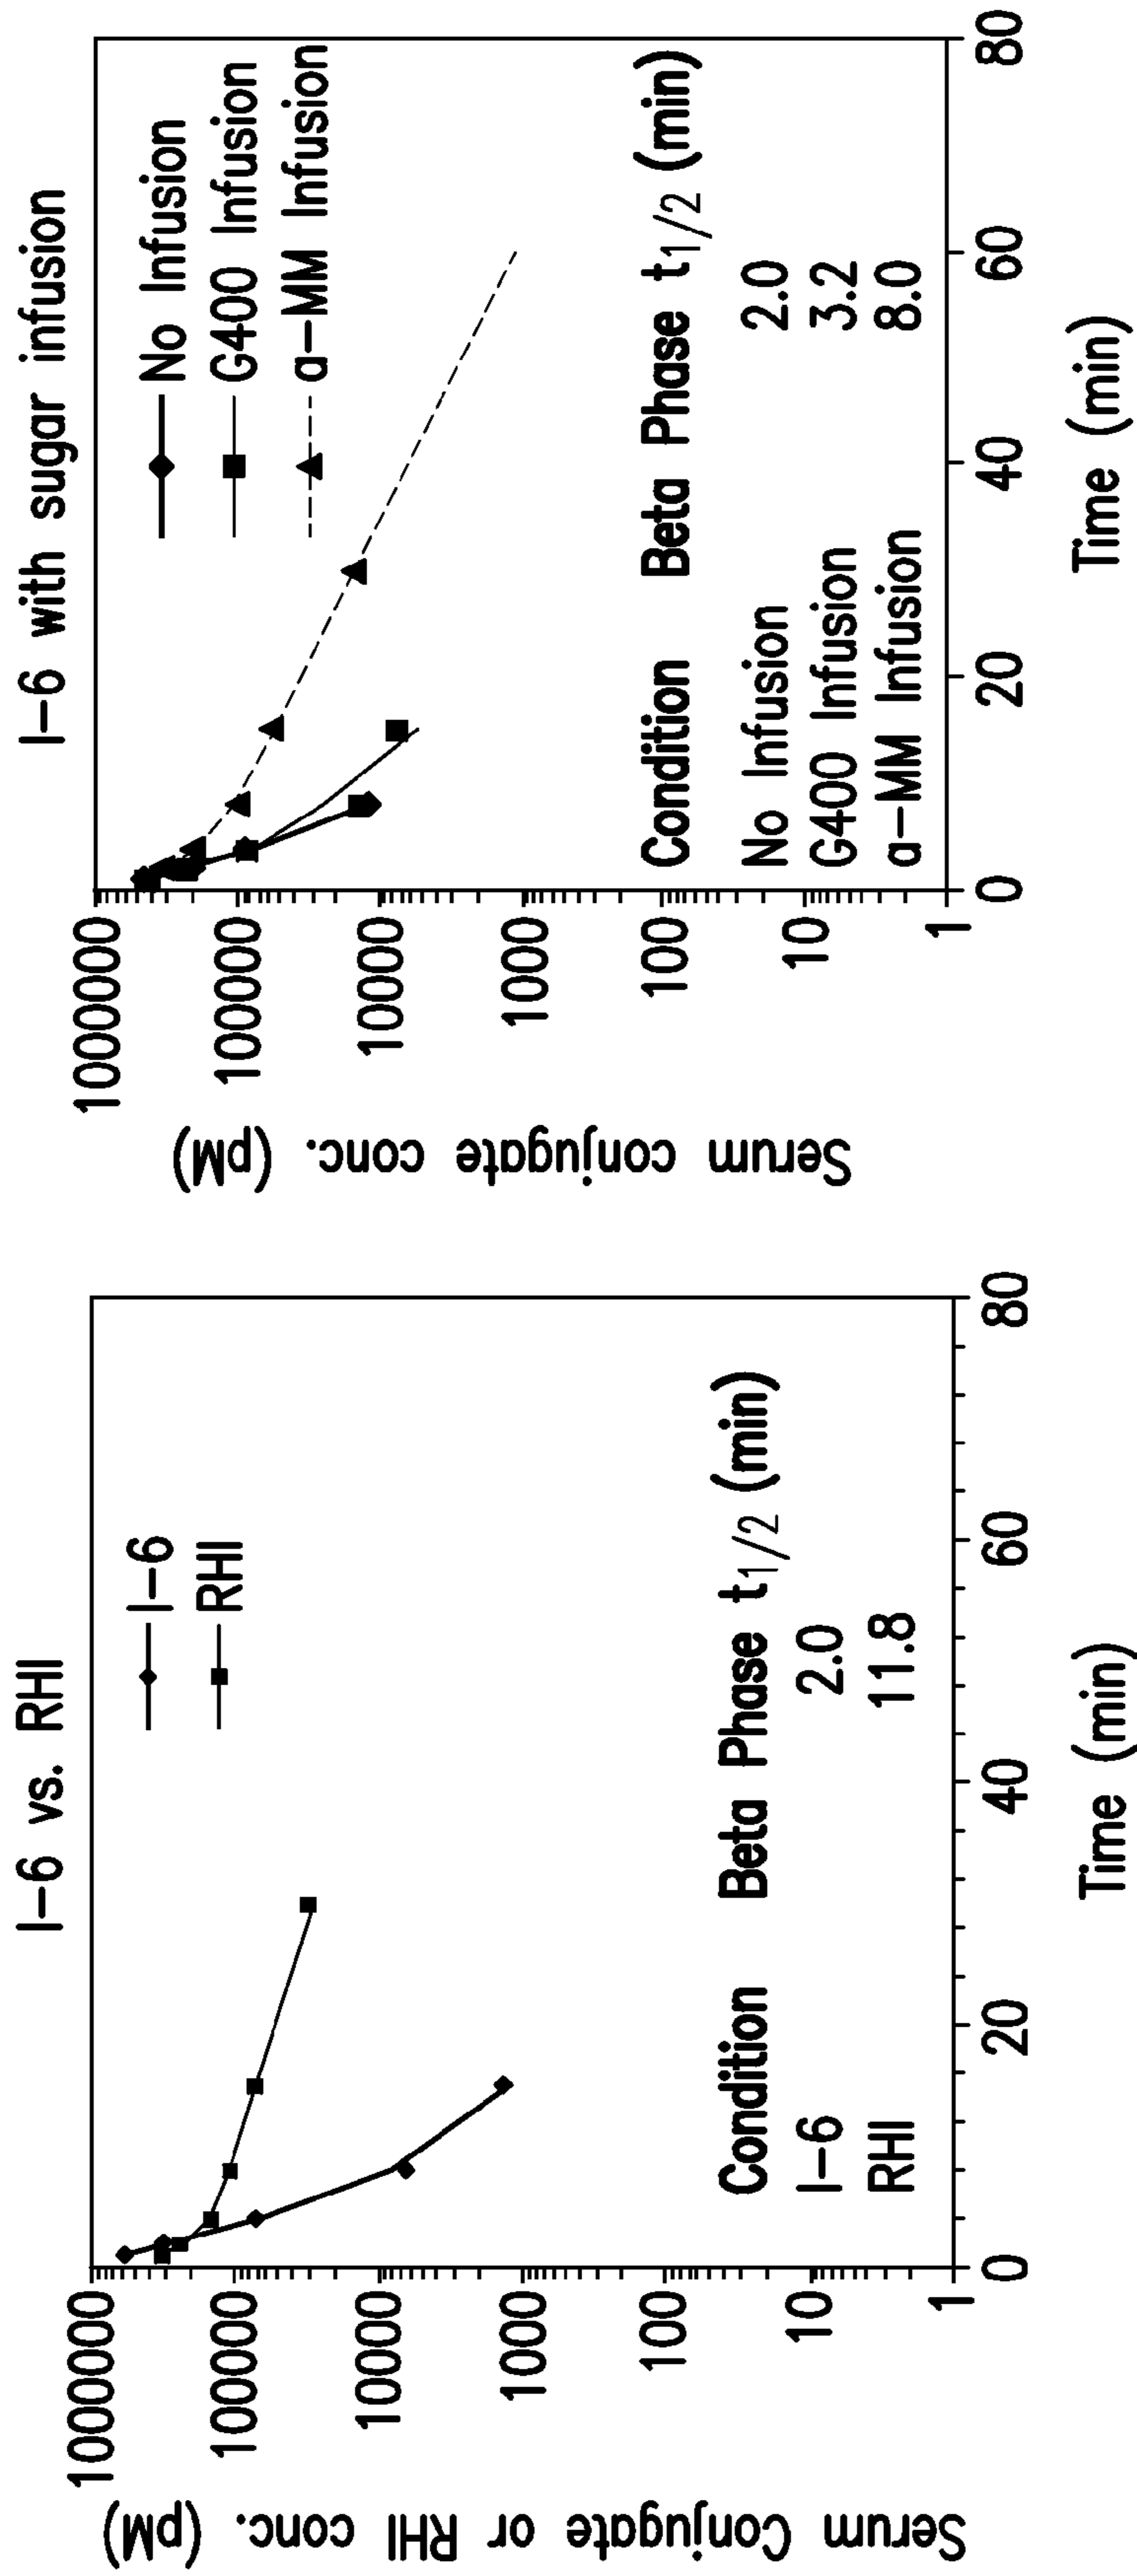 I-6 vs. RHI
I-6
RHI
Serum Conjugate or RHI conc. (pM)
1000000
100000
10000
1000
100
10
1
Condition Beta Phase t1/2 (min)
I-6 2.0
RHI 11.8
0 20 40 60 80
Time (min)
I-6 with sugar infusion
No Infusion
G400 Infusion
α-MM Infusion
Serum conjugate conc. (pM)
1000000
100000
10000
1000
100
10
1
Condition Beta Phase t1/2 (min)
No Infusion 2.0
G400 Infusion 3.2
α-MM Infusion 8.0
0 20 40 60 80
Time (min)